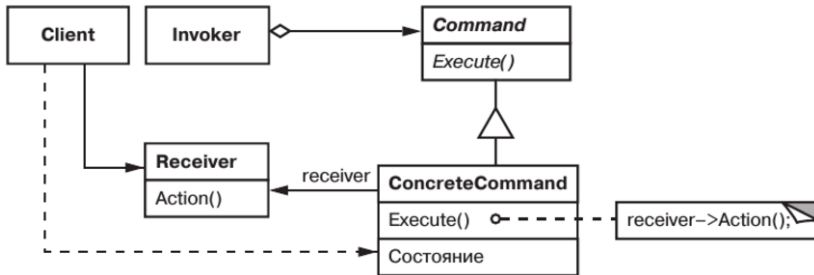 Client
Invoker
Command
Execute()
Receiver
Action()
receiver
ConcreteCommand
Execute()
receiver->Action();
Состояние